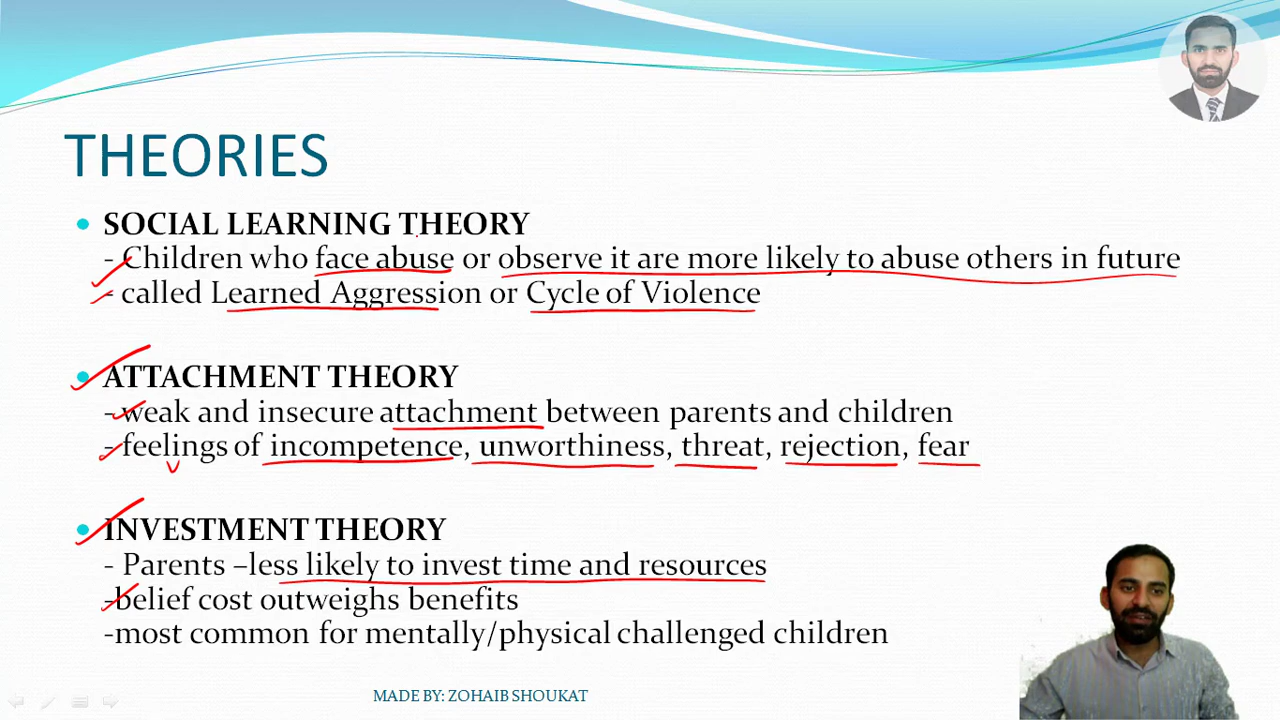 THEORIES
SOCIAL LEARNING THEORY
- Children who face abuse or observe it are more likely to abuse others in future
- called Learned Aggression or Cycle of Violence
ATTACHMENT THEORY
- weak and insecure attachment between parents and children
- feelings of incompetence, unworthiness, threat, rejection, fear
INVESTMENT THEORY
- Parents –less likely to invest time and resources
-belief cost outweighs benefits
-most common for mentally/physical challenged children
MADE BY: ZOHAIB SHOUKAT